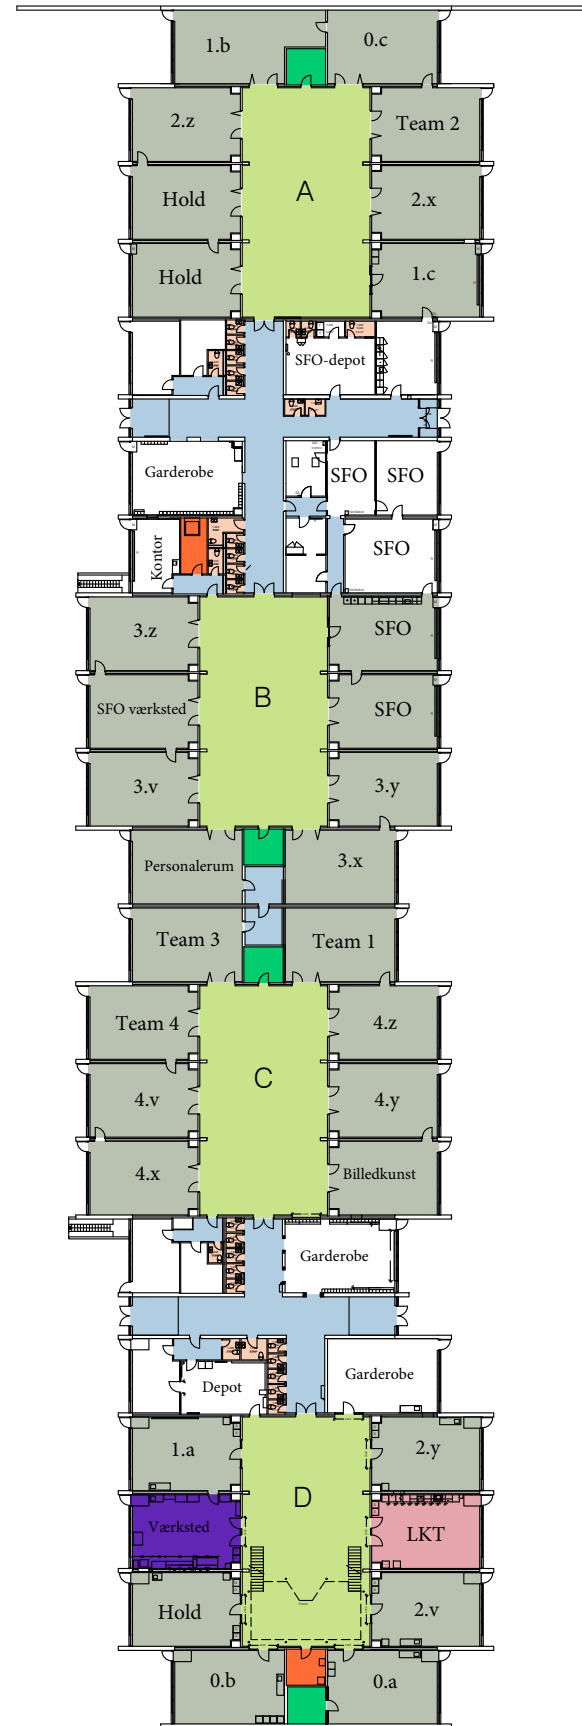 1.b
0.c
2.z
Team 2
A
Hold
2.x
Hold
1.c
SFO-depot
Garderobe
SFO
SFO
Kontor
SFO
3.z
SFO
B
SFO værksted
SFO
3.v
3.y
Personalerum
3.x
Team 3
Team 1
Team 4
4.z
C
4.v
4.y
4.x
Billedkunst
Garderobe
Depot
Garderobe
1.a
2.y
D
Værksted
LKT
Hold
2.v
0.b
0.a